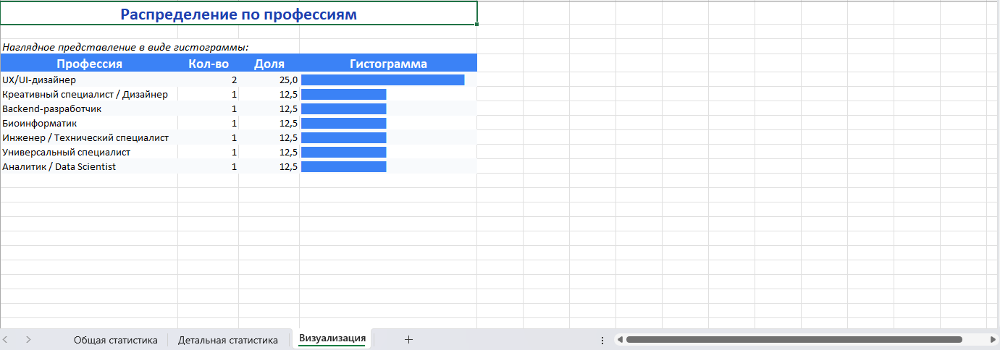 Распределение по профессиям
Наглядное представление в виде гистограммы:
Профессия Кол-во Доля Гистограмма
UX/UI-дизайнер 2 25,0
Креативный специалист / Дизайнер 1 12,5
Backend-разработчик 1 12,5
Биоинформатик 1 12,5
Инженер / Технический специалист 1 12,5
Универсальный специалист 1 12,5
Аналитик / Data Scientist 1 12,5
Общая статистика Детальная статистика Визуализация